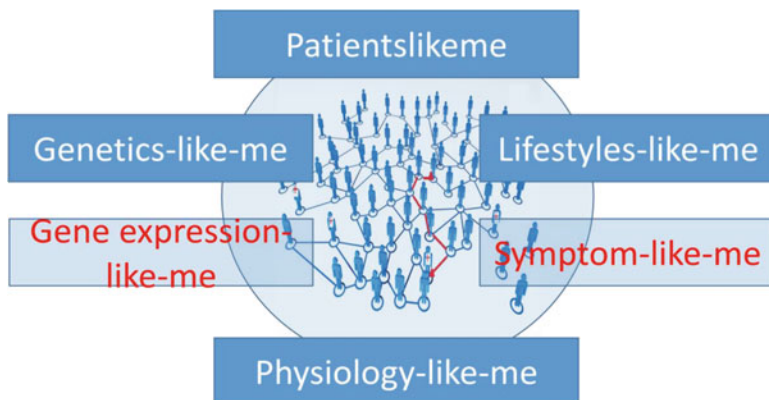 Patientslikeme
Genetics-like-me
Lifestyles-like-me
Gene expression-
like-me
Symptom-like-me
Physiology-like-me